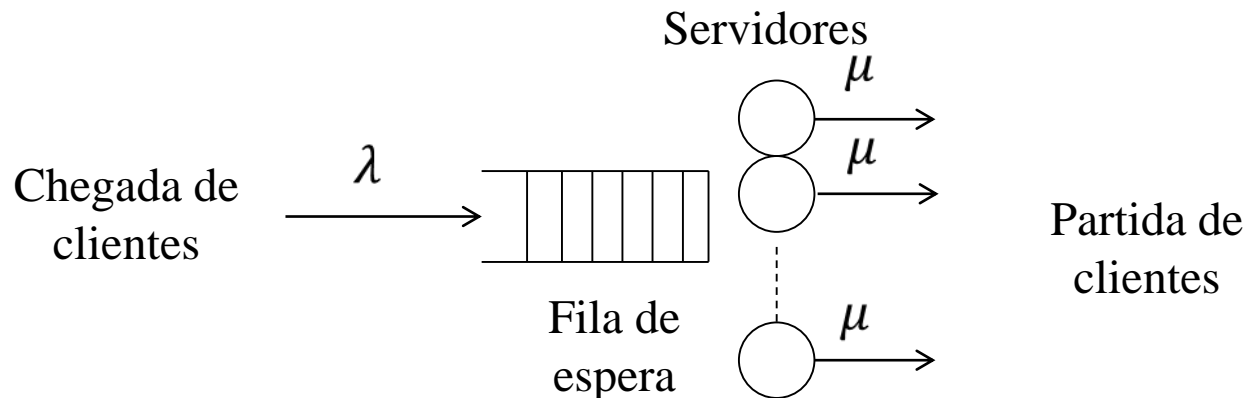 Servidores
μ
μ
λ
Chegada de
clientes
Partida de
clientes
Fila de
espera
μ